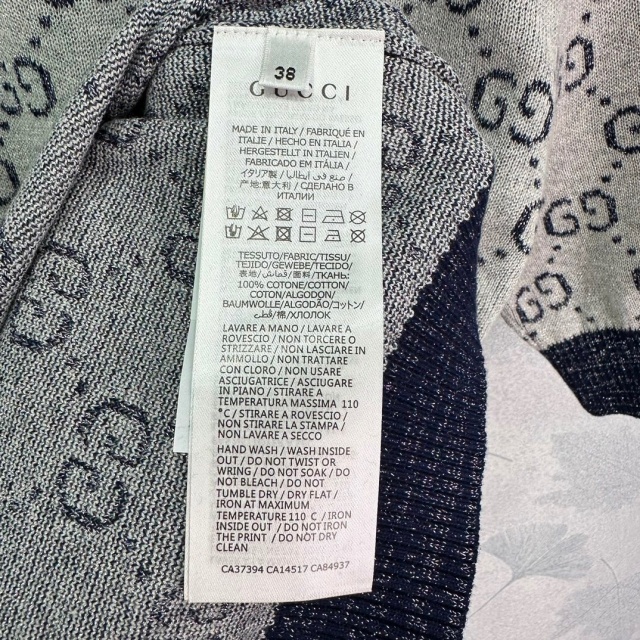 38
GUCCI
MADE IN ITALY / FABRIQUÉ EN
ITALIE / HECHO EN ITALIA /
HERGESTELLT IN ITALIEN /
FABRICADO EM ITÀLIA /
イタリア製 / صنع في ايطاليا /
产地:意大利 / СДЕЛАНО В
ИТАЛИИ
TESSUTO/FABRIC/TISSU/
TEJIDO/GEWEBE/TECIDO/
表地/قماش/面料/ТКАНЬ:
100% COTONE/COTTON/
COTON/ALGODON/
BAUMWOLLE/ALGODÃO/コットン/
قطني/棉/ХЛОПОК
LAVARE A MANO / LAVARE A
ROVESCIO / NON TORCERE O
STRIZZARE / NON LASCIARE IN
AMMOLLO / NON TRATTARE
CON CLORO / NON USARE
ASCIUGATRICE / ASCIUGARE
IN PIANO / STIRARE A
TEMPERATURA MASSIMA 110
°C / STIRARE A ROVESCIO /
NON STIRARE LA STAMPA /
NON LAVARE A SECCO
HAND WASH / WASH INSIDE
OUT / DO NOT TWIST OR
WRING / DO NOT SOAK / DO
NOT BLEACH / DO NOT
TUMBLE DRY / DRY FLAT /
IRON AT MAXIMUM
TEMPERATURE 110 C / IRON
INSIDE OUT / DO NOT IRON
THE PRINT / DO NOT DRY
CLEAN
CA37394 CA14517 CA84937